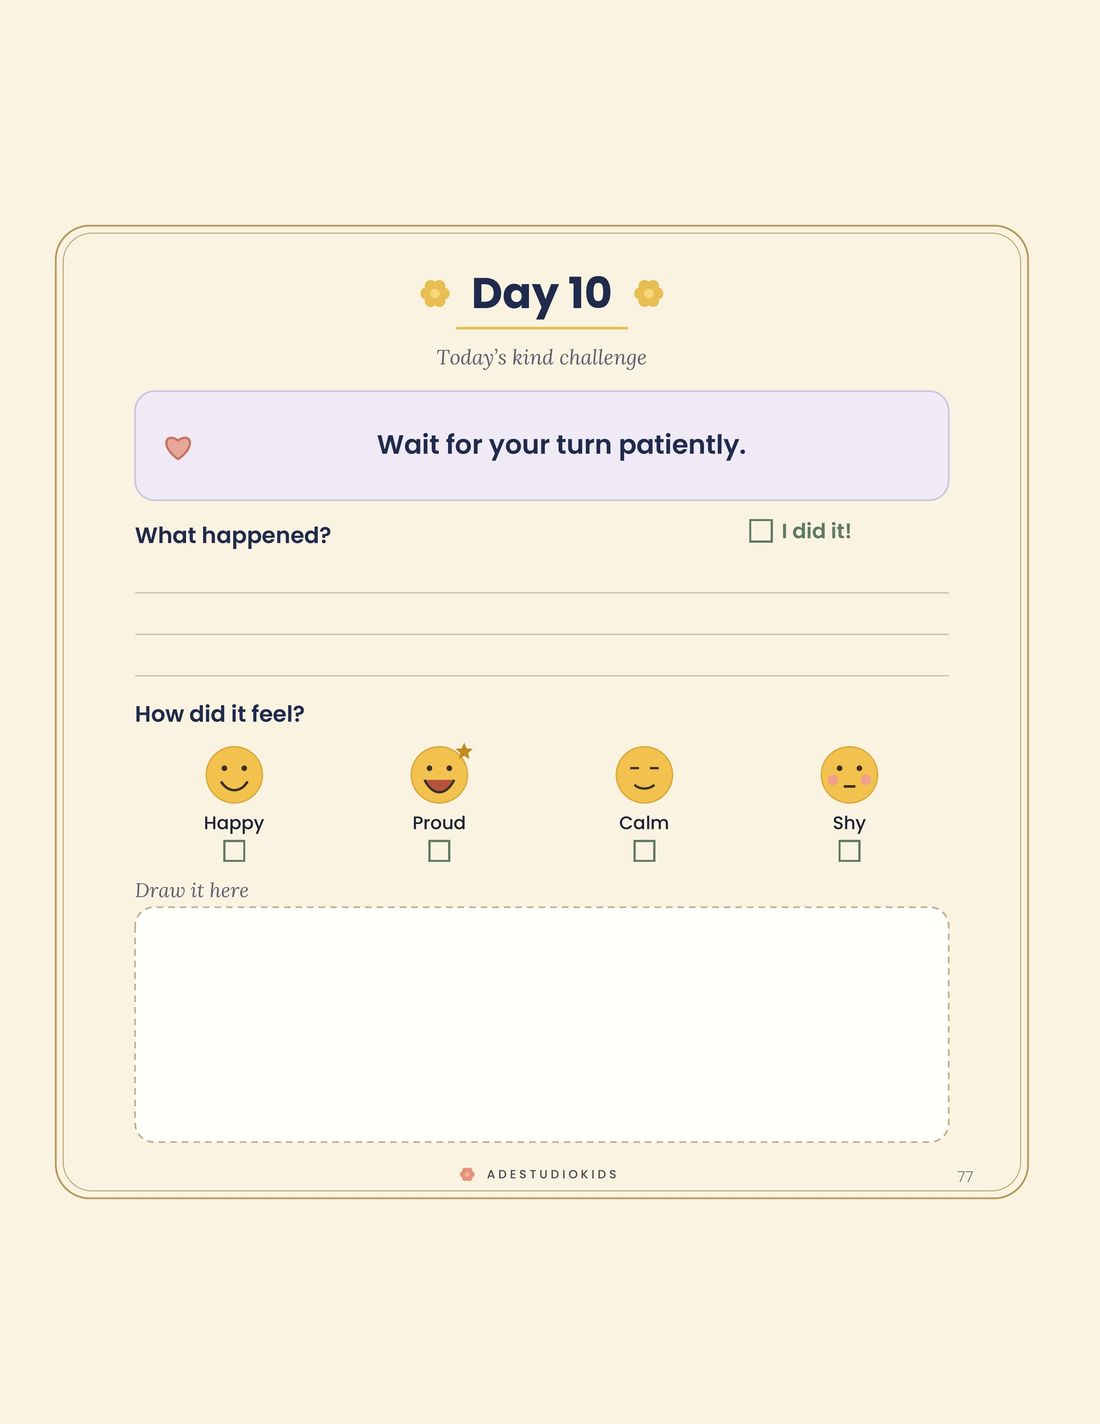 Day 10
Today’s kind challenge
Wait for your turn patiently.
What happened?
I did it!
How did it feel?
Happy
Proud
Calm
Shy
Draw it here
ADESTUDIOKIDS
77